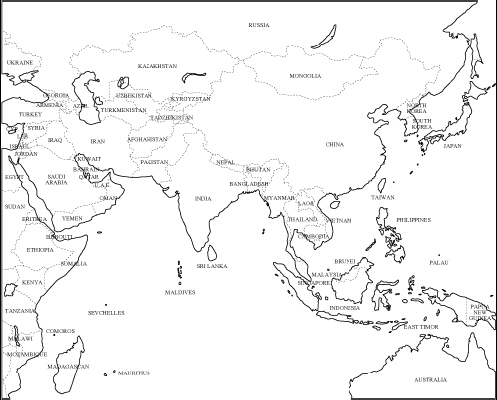 RUSSIA
UKRAINE
KAZAKHSTAN
MONGOLIA
GEORGIA
UZBEKISTAN
KYRGYZSTAN
ARMENIA
AZER.
TURKMENISTAN
TURKEY
TADZEKISTAN
NORTH
KOREA
SOUTH
KOREA
SYRIA
IRAQ
IRAN
AFGHANISTAN
CHINA
JAPAN
ISRAEL
JORDAN
KUWAIT
PAKISTAN
NEPAL
BHUTAN
BAHRAIN
QATAR
EGYPT
SAUDI
ARABIA
U.A.E.
BANGLADESH
OMAN
INDIA
MYANMAR
LAOS
TAIWAN
SUDAN
ERITREA
YEMEN
THAILAND
VIETNAM
PHILIPPINES
DJIBOUTI
CAMBODIA
ETHIOPIA
SOMALIA
SRI LANKA
BRUNEI
PALAU
MALAYSIA
KENYA
MALDIVES
SINGAPORE
INDONESIA
PAPUA
NEW
GUINEA
TANZANIA
SEYCHELLES
EAST TIMOR
COMOROS
MALAWI
MOZAMBIQUE
MADAGASCAN
MAURITIUS
AUSTRALIA